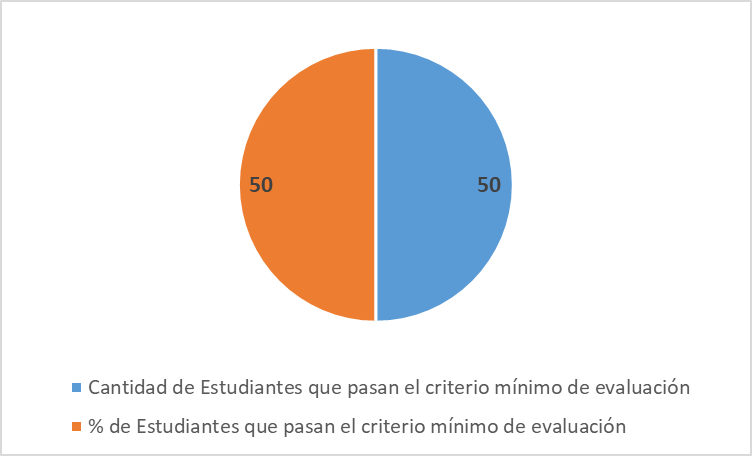 50
50
Cantidad de Estudiantes que pasan el criterio mínimo de evaluación
% de Estudiantes que pasan el criterio mínimo de evaluación